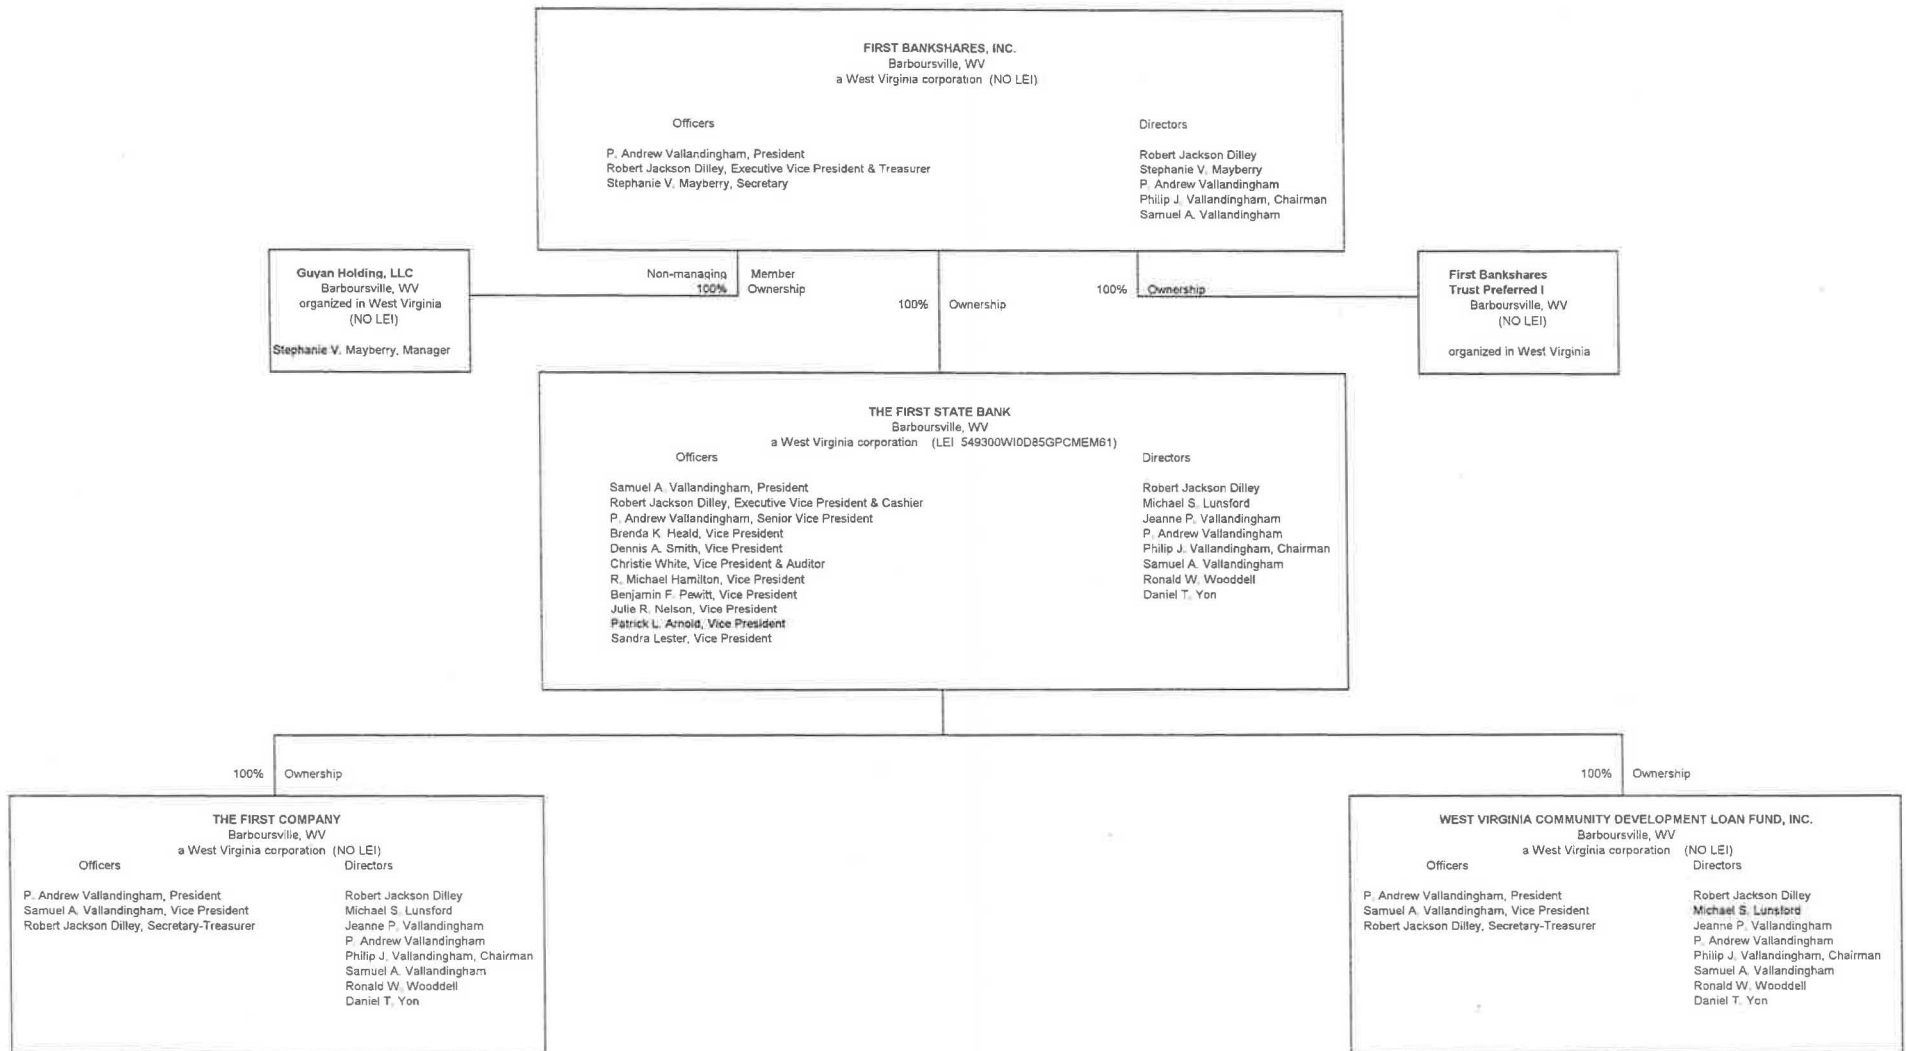 FIRST BANKSHARES, INC.
Barboursville, WV
a West Virginia corporation (NO LEI)
Officers
P. Andrew Vallandingham, President
Robert Jackson Dilley, Executive Vice President & Treasurer
Stephanie V. Mayberry, Secretary
Directors
Robert Jackson Dilley
Stephanie V. Mayberry
P. Andrew Vallandingham
Philip J. Vallandingham, Chairman
Samuel A. Vallandingham
Guyan Holding, LLC
Barboursville, WV
organized in West Virginia
(NO LEI)
Stephanie V. Mayberry, Manager
Non-managing Member
100% Ownership
100% Ownership
100% Ownership
First Bankshares
Trust Preferred I
Barboursville, WV
(NO LEI)
organized in West Virginia
THE FIRST STATE BANK
Barboursville, WV
a West Virginia corporation (LEI 549300WI0D85GPCMEM61)
Officers
Samuel A. Vallandingham, President
Robert Jackson Dilley, Executive Vice President & Cashier
P. Andrew Vallandingham, Senior Vice President
Brenda K. Heald, Vice President
Dennis A. Smith, Vice President
Christie White, Vice President & Auditor
R. Michael Hamilton, Vice President
Benjamin F. Pewitt, Vice President
Julie R. Nelson, Vice President
Patrick L. Arnold, Vice President
Sandra Lester, Vice President
Directors
Robert Jackson Dilley
Michael S. Lunsford
Jeanne P. Vallandingham
P. Andrew Vallandingham
Philip J. Vallandingham, Chairman
Samuel A. Vallandingham
Ronald W. Wooddell
Daniel T. Yon
100% Ownership
THE FIRST COMPANY
Barboursville, WV
a West Virginia corporation (NO LEI)
Officers
P. Andrew Vallandingham, President
Samuel A. Vallandingham, Vice President
Robert Jackson Dilley, Secretary-Treasurer
Directors
Robert Jackson Dilley
Michael S. Lunsford
Jeanne P. Vallandingham
P. Andrew Vallandingham
Philip J. Vallandingham, Chairman
Samuel A. Vallandingham
Ronald W. Wooddell
Daniel T. Yon
100% Ownership
WEST VIRGINIA COMMUNITY DEVELOPMENT LOAN FUND, INC.
Barboursville, WV
a West Virginia corporation (NO LEI)
Officers
P. Andrew Vallandingham, President
Samuel A. Vallandingham, Vice President
Robert Jackson Dilley, Secretary-Treasurer
Directors
Robert Jackson Dilley
Michael S. Lunsford
Jeanne P. Vallandingham
P. Andrew Vallandingham
Philip J. Vallandingham, Chairman
Samuel A. Vallandingham
Ronald W. Wooddell
Daniel T. Yon